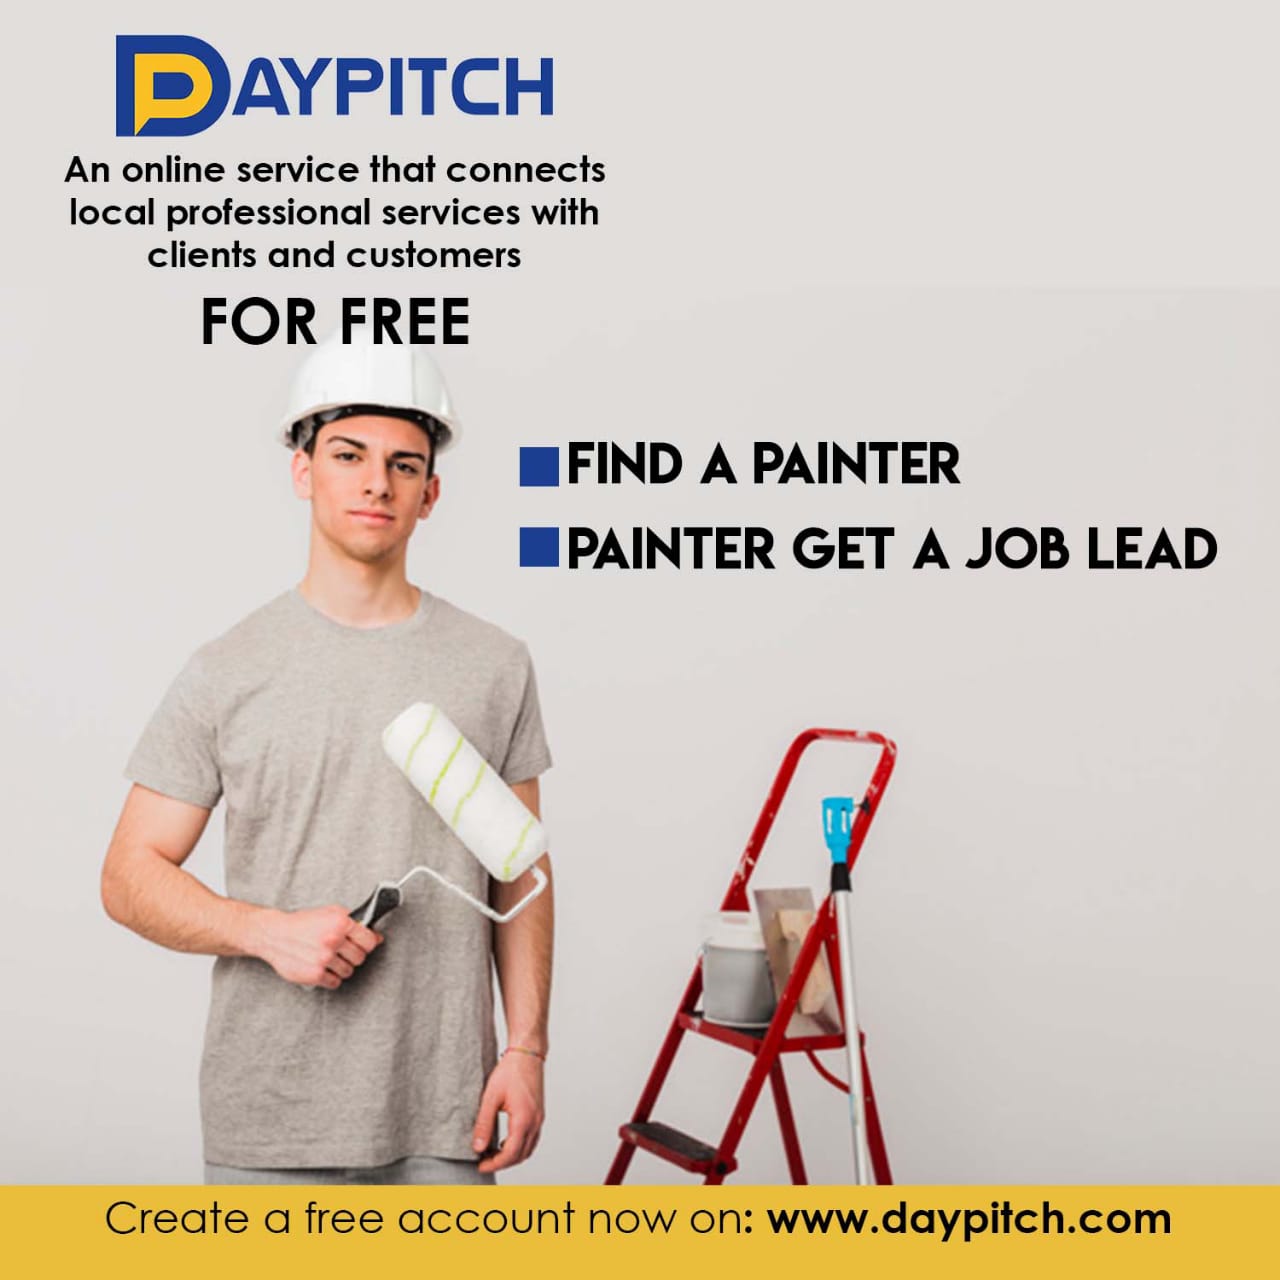 DAYPITCH
An online service that connects
local professional services with
clients and customers
FOR FREE
FIND A PAINTER
PAINTER GET A JOB LEAD
Create a free account now on: www.daypitch.com